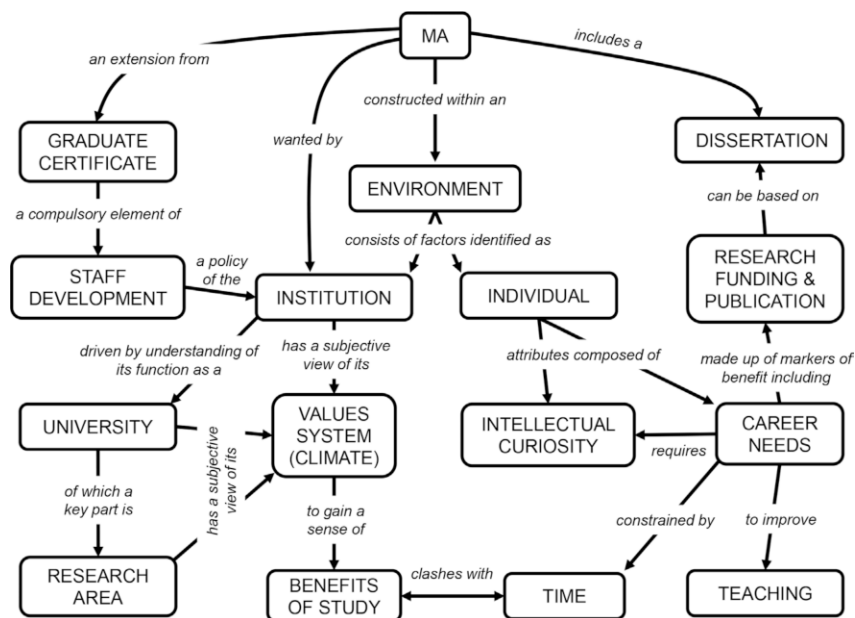 MA
includes a
an extension from
constructed within an
GRADUATE
CERTIFICATE
wanted by
DISSERTATION
ENVIRONMENT
can be based on
a compulsory element of
consists of factors identified as
a policy
of the
STAFF
DEVELOPMENT
INSTITUTION
INDIVIDUAL
RESEARCH
FUNDING &
PUBLICATION
driven by understanding of
its function as a
has a subjective
view of its
attributes composed of
made up of markers of
benefit including
UNIVERSITY
VALUES
SYSTEM
(CLIMATE)
INTELLECTUAL
CURIOSITY
requires
CAREER
NEEDS
of which a
key part is
has a subjective
view of its
to gain a
sense of
constrained by
to improve
RESEARCH
AREA
BENEFITS
OF STUDY
clashes with
TIME
TEACHING